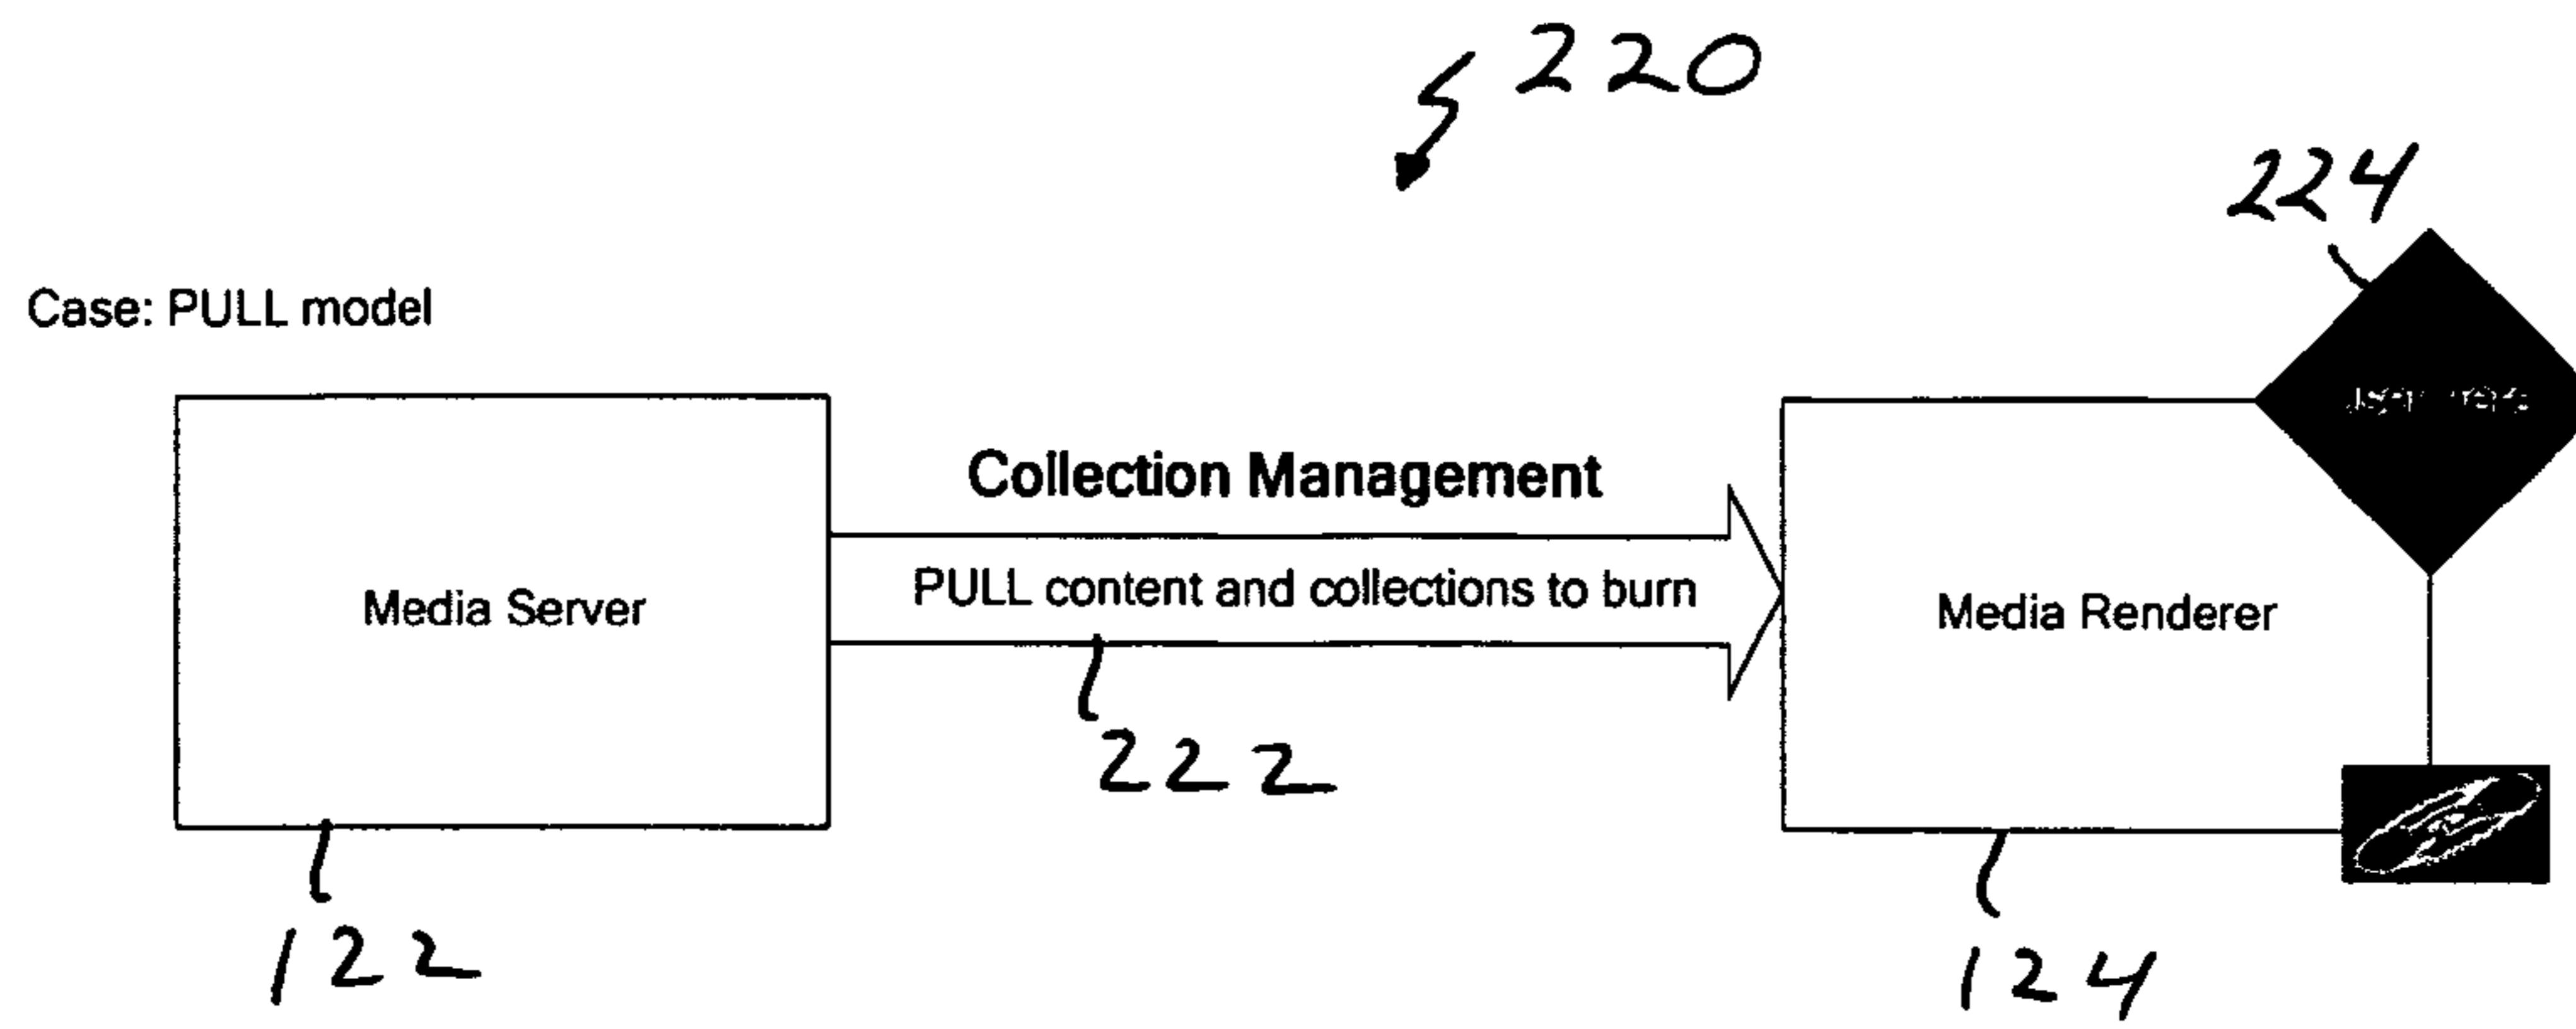 220
224
Case: PULL model
Collection Management
Media Server
PULL content and collections to burn
Media Renderer
222
122
124